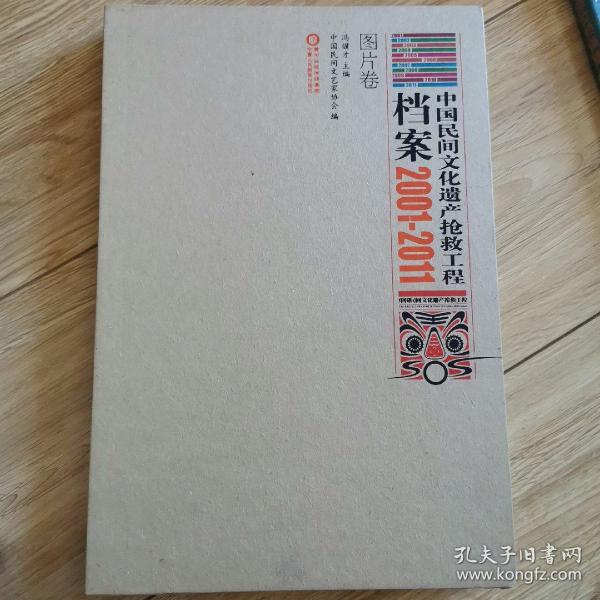 中国民间文化遗产抢救工程
档案 2001-2011
中国民间文化遗产抢救工程
SOS
图片卷
冯骥才 主编
中国民间文艺家协会 编
孔夫子旧书网
www.kongfz.com